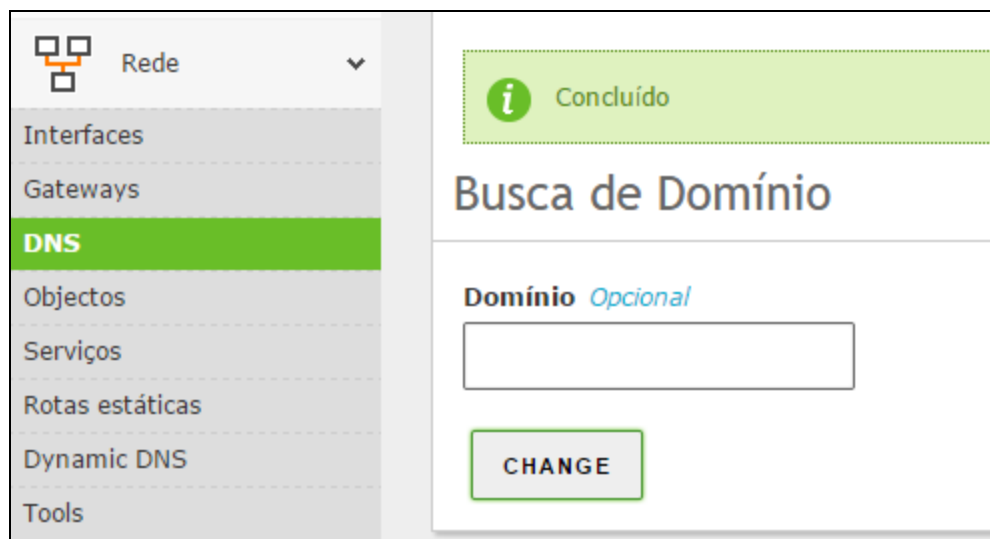 Rede
Interfaces
Gateways
DNS
Objectos
Serviços
Rotas estáticas
Dynamic DNS
Tools
Concluído
Busca de Domínio
Domínio Opcional
CHANGE